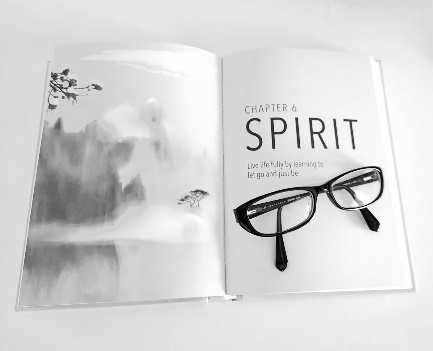 CHAPTER 6
SPIRIT
Live life fully by learning to
let go and just be